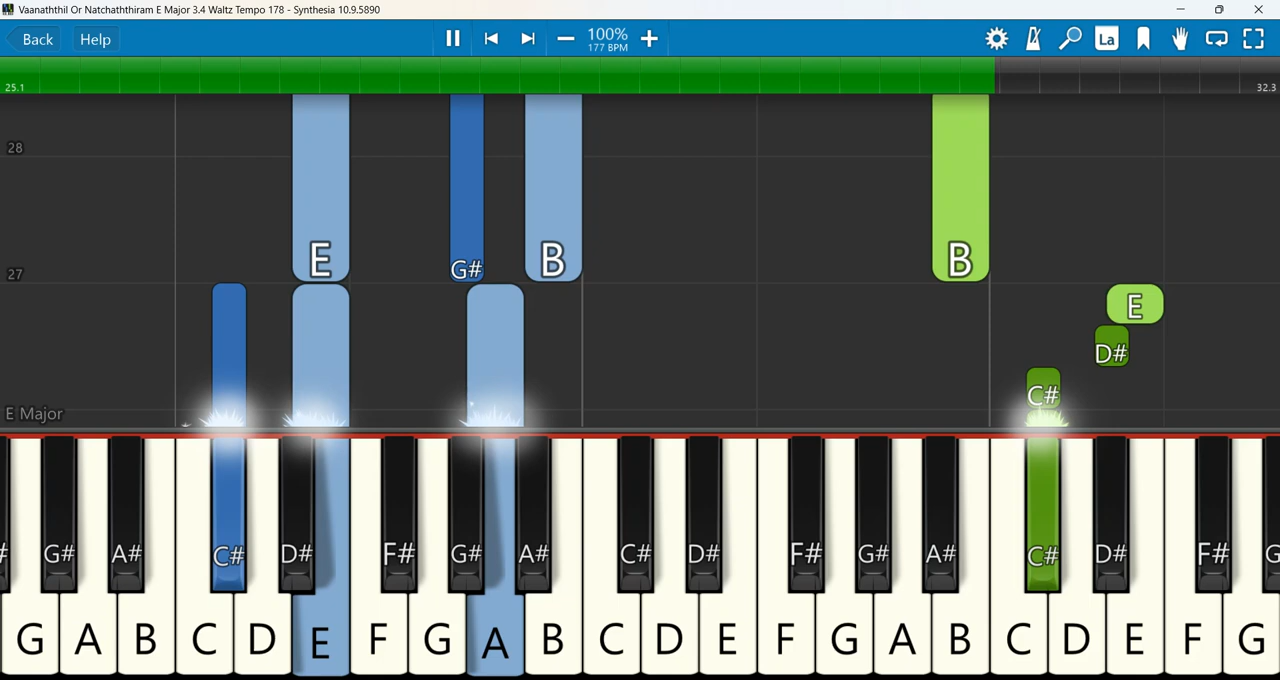 Vaanaththil Or Natchaththiram E Major 3.4 Waltz Tempo 178 - Synthesia 10.9.5890
Back
Help
100%
177 BPM
La
25.1
32.3
28
E
G#
B
B
27
E
D#
C#
E Major
G#
A#
C#
D#
F#
G#
A#
C#
D#
F#
G#
A#
C#
D#
F#
G
A
B
C
D
E
F
G
A
B
C
D
E
F
G
A
B
C
D
E
F
G